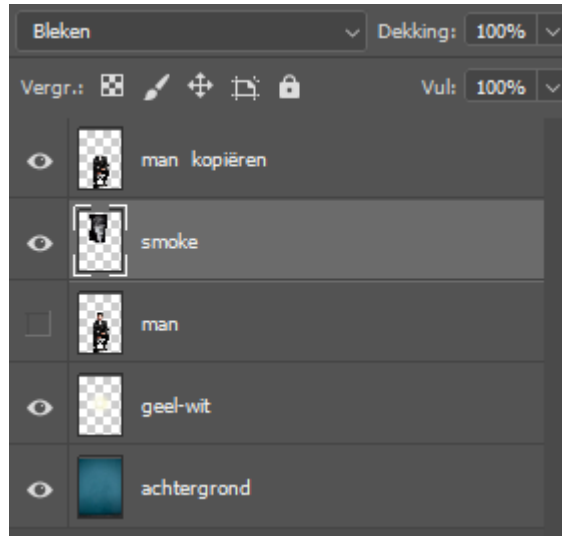 Bleken Dekking: 100%
Vergr.: Vul: 100%
man kopiëren
smoke
man
geel-wit
achtergrond